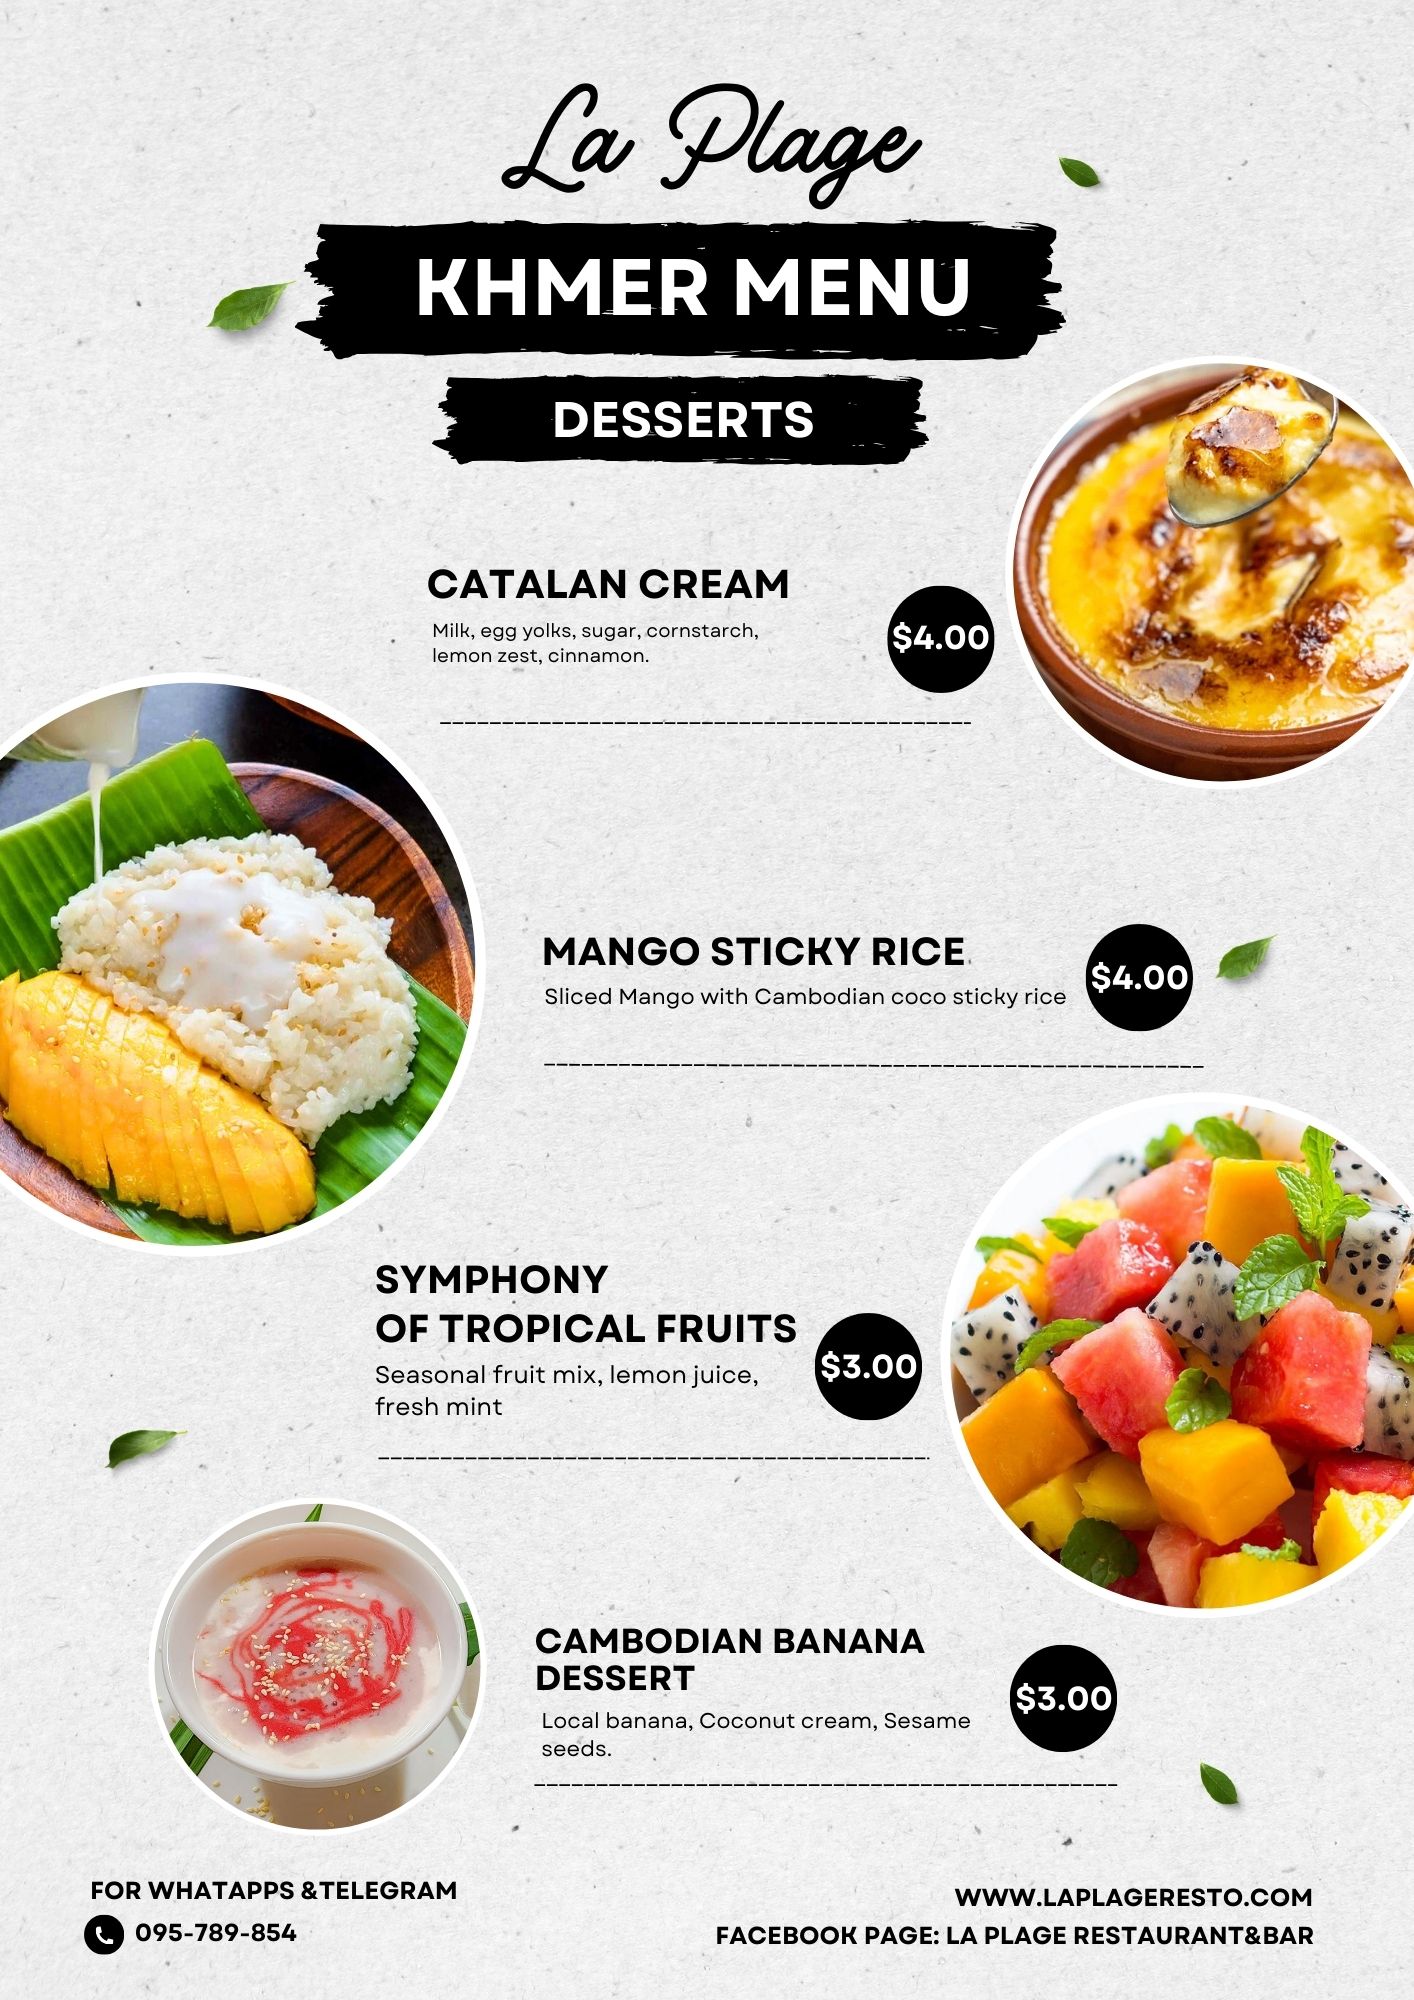 La Plage
KHMER MENU
DESSERTS
CATALAN CREAM
Milk, egg yolks, sugar, cornstarch,
lemon zest, cinnamon.
$4.00
MANGO STICKY RICE
Sliced Mango with Cambodian coco sticky rice
$4.00
SYMPHONY
OF TROPICAL FRUITS
Seasonal fruit mix, lemon juice,
fresh mint
$3.00
CAMBODIAN BANANA
DESSERT
Local banana, Coconut cream, Sesame
seeds.
$3.00
FOR WHATAPPS &TELEGRAM
095-789-854
WWW.LAPLAGERESTO.COM
FACEBOOK PAGE: LA PLAGE RESTAURANT&BAR